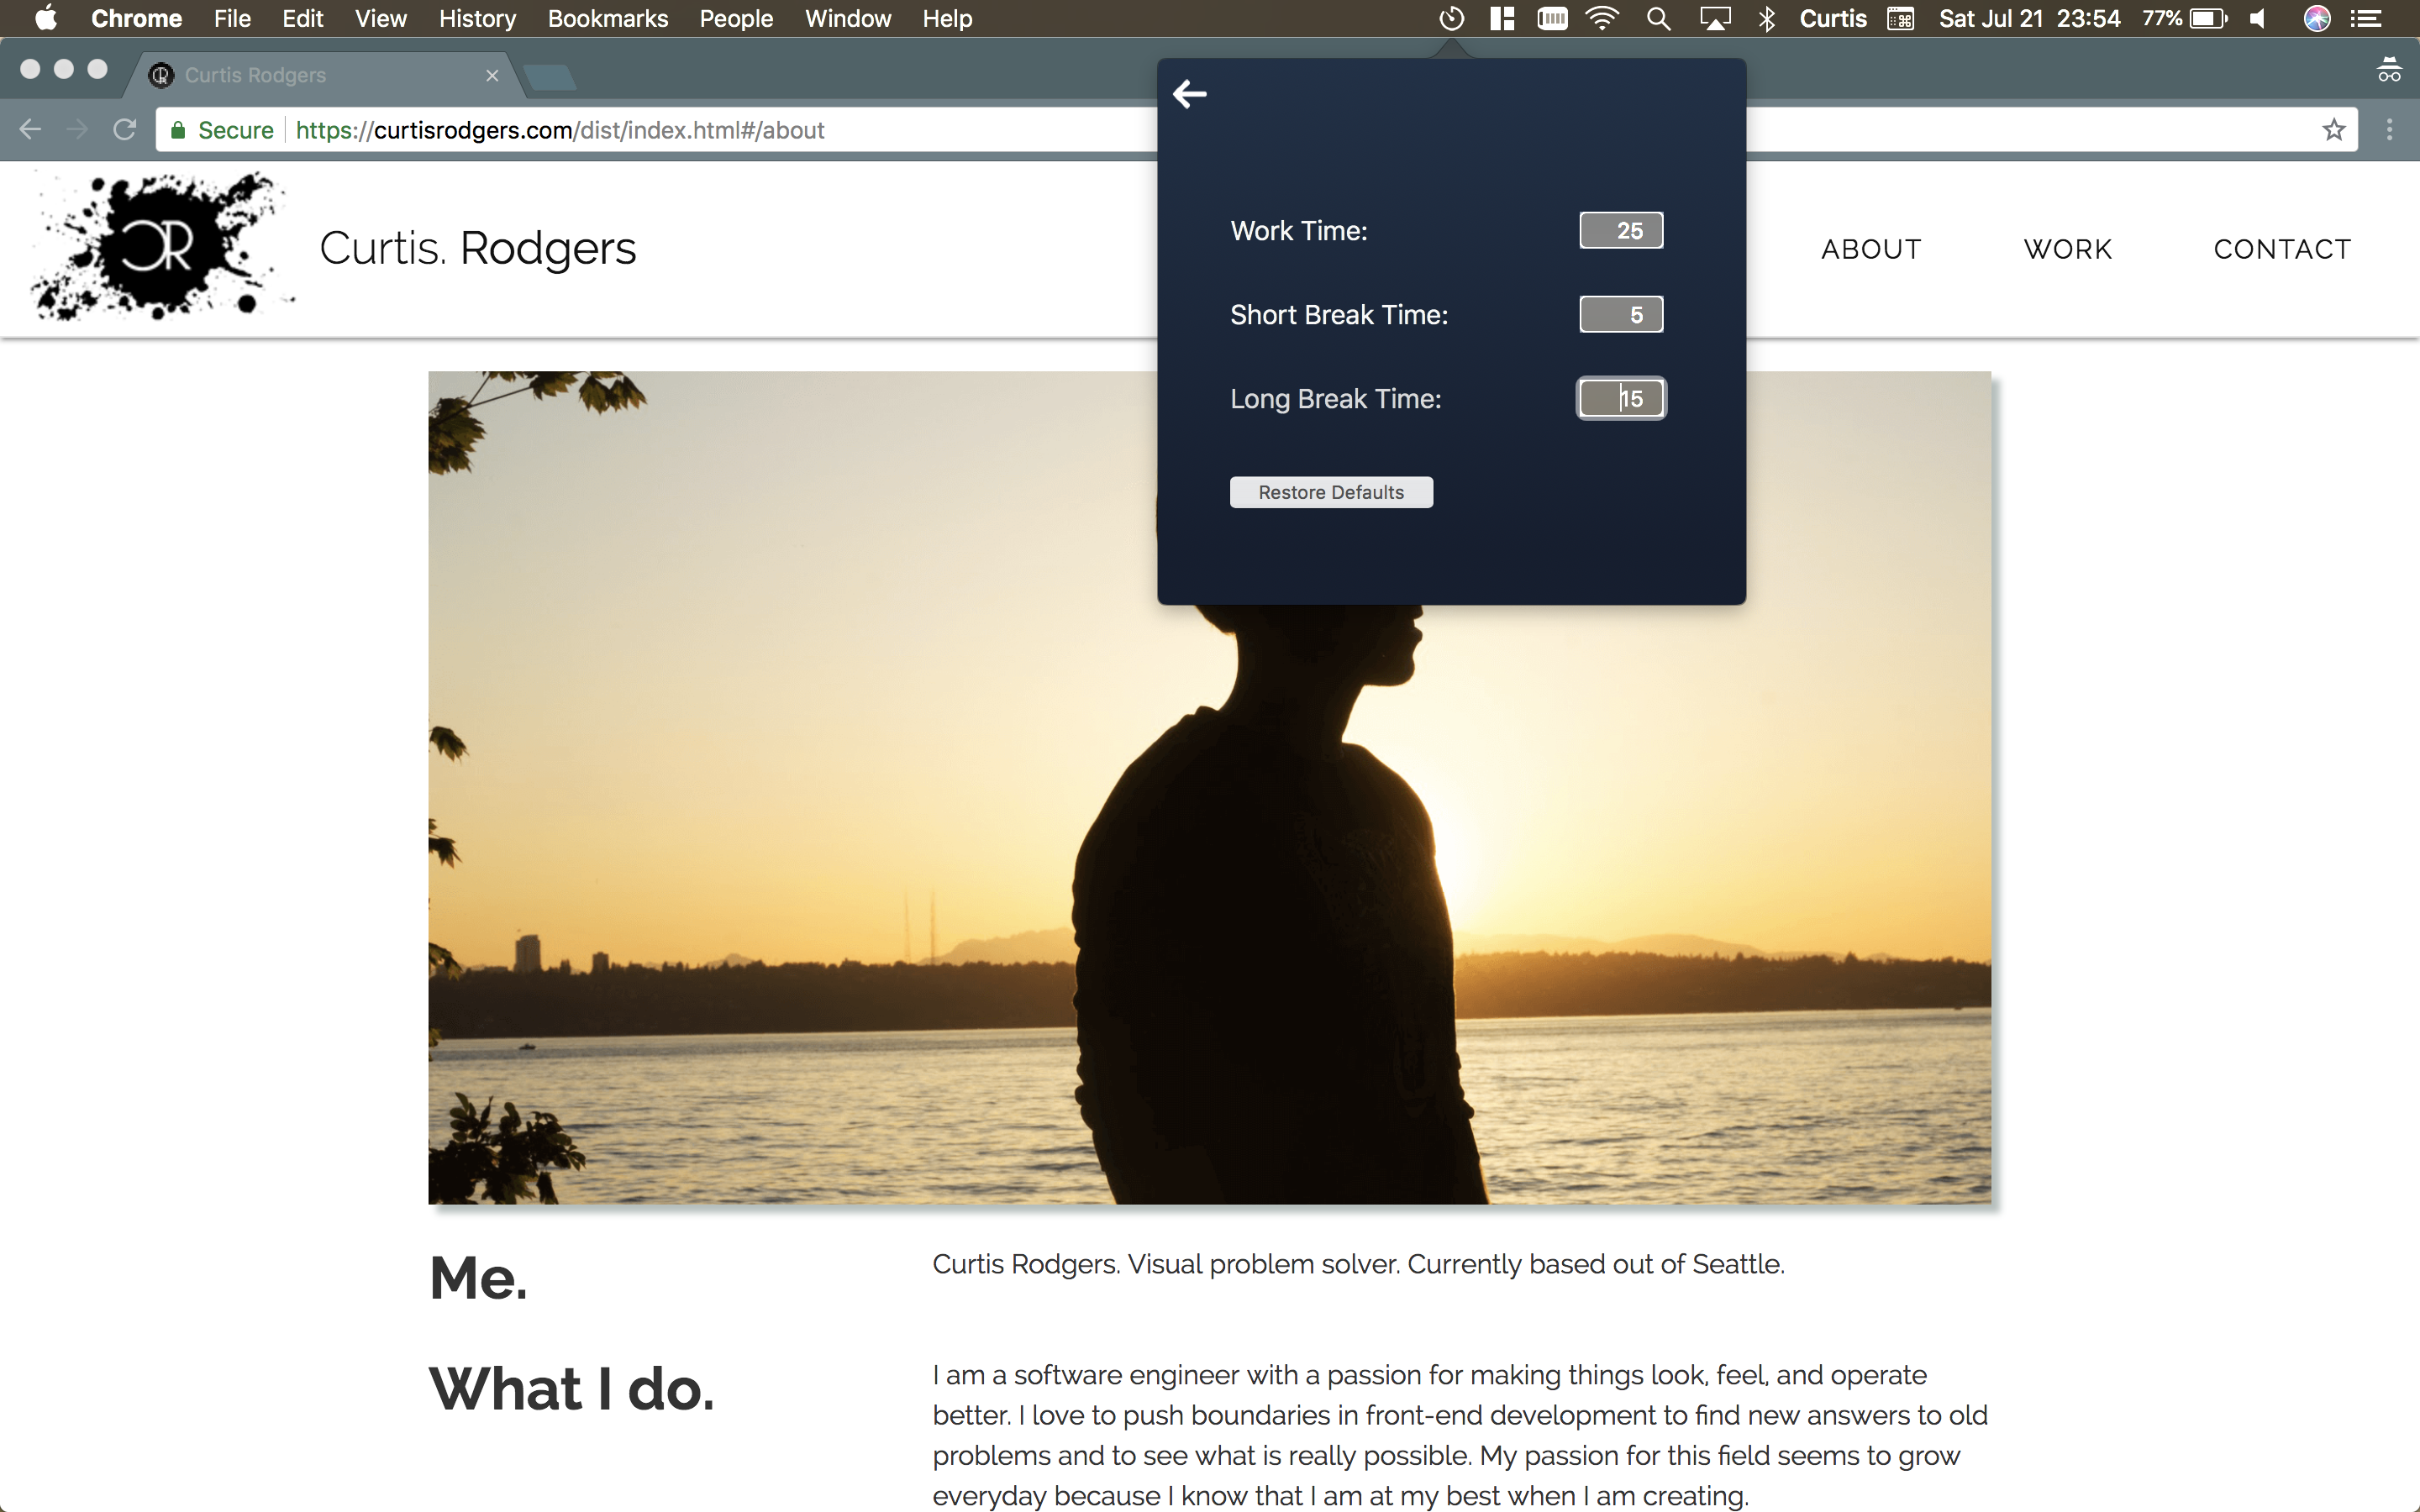 Chrome File Edit View History Bookmarks People Window Help Curtis Sat Jul 21 23:54 77%
Curtis Rodgers
Secure https://curtisrodgers.com/dist/index.html#/about
CR
Curtis. Rodgers
ABOUT WORK CONTACT
Work Time: 25
Short Break Time: 5
Long Break Time: 15
Restore Defaults
Me.
Curtis Rodgers. Visual problem solver. Currently based out of Seattle.
What I do.
I am a software engineer with a passion for making things look, feel, and operate
better. I love to push boundaries in front-end development to find new answers to old
problems and to see what is really possible. My passion for this field seems to grow
everyday because I know that I am at my best when I am creating.